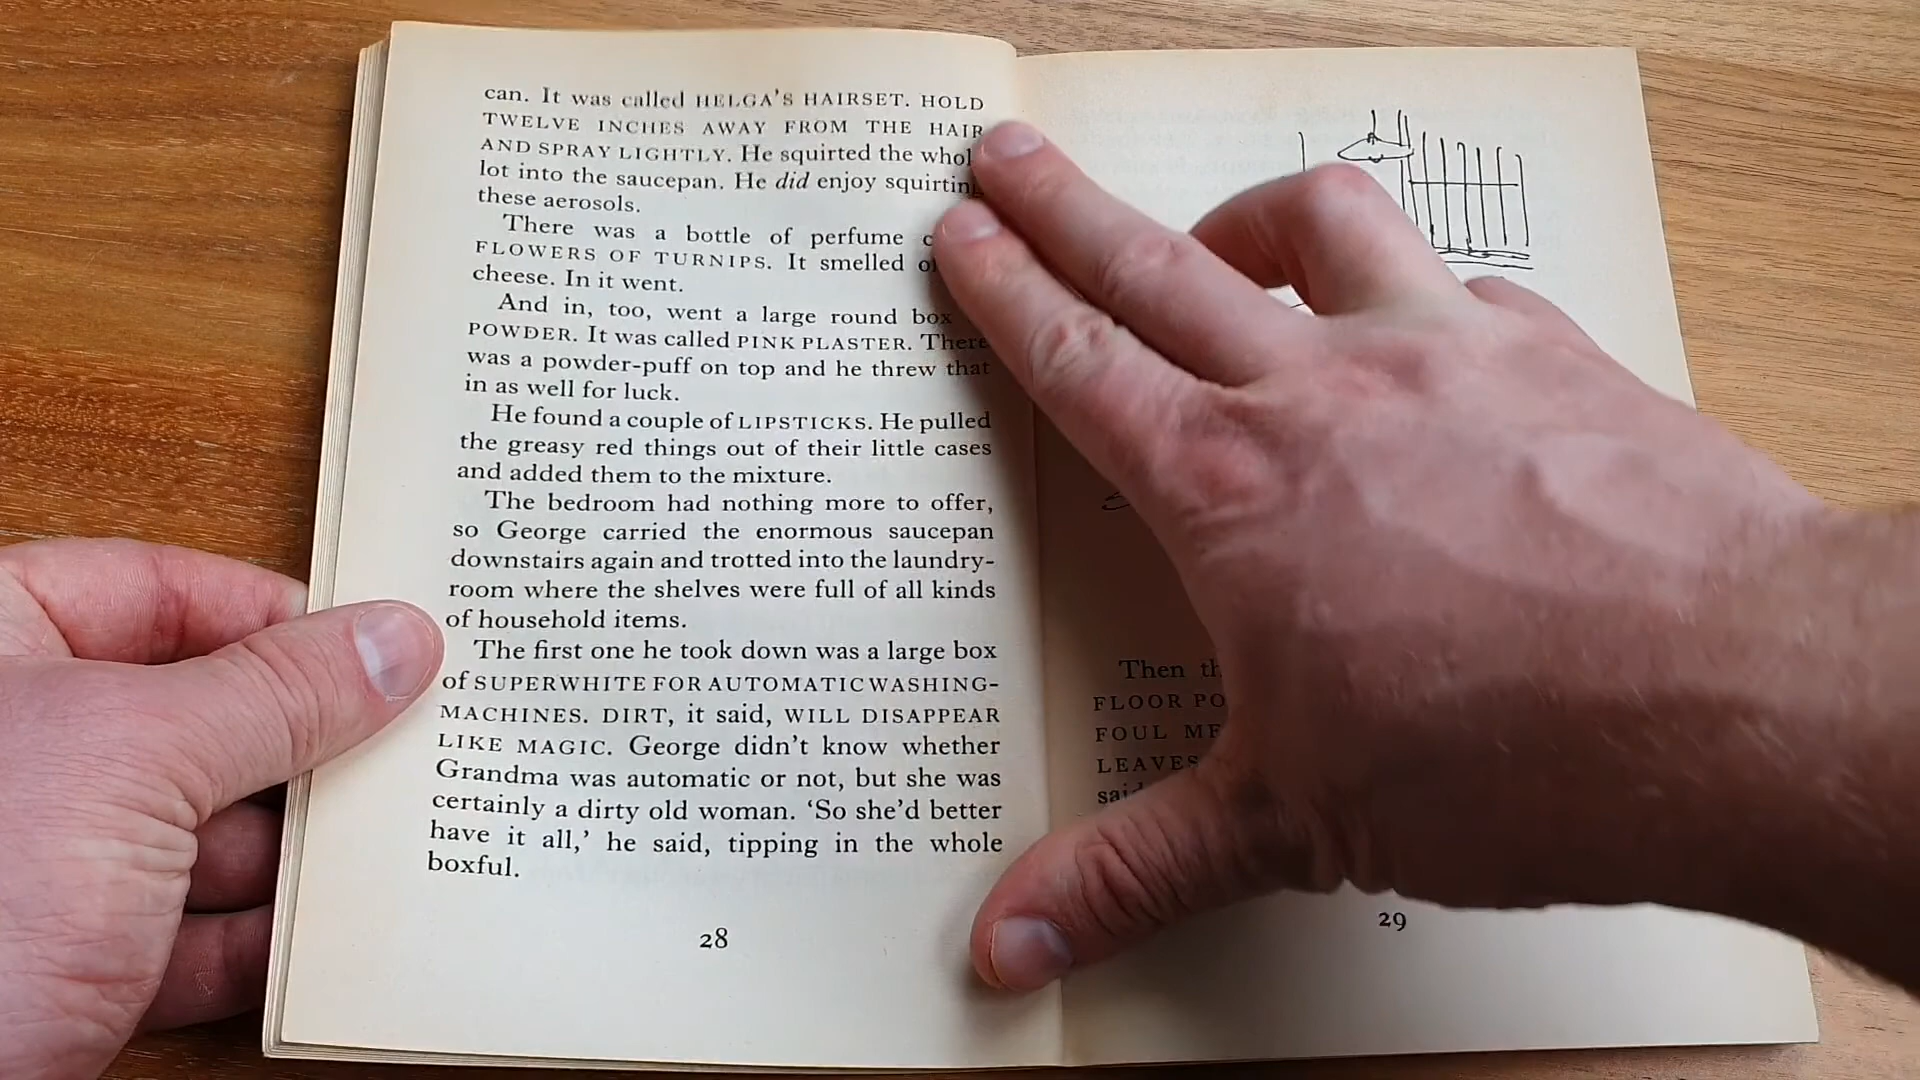 can. It was called HELGA'S HAIRSET. HOLD
TWELVE INCHES AWAY FROM THE HAIR
AND SPRAY LIGHTLY. He squirted the
lot into the saucepan. He did enjoy squirting
these aerosols.
There was a bottle of perfume
FLOWERS OF TURNIPS. It smelled
cheese. In it went.
And in, too, went a large round box
POWDER. It was called PINK PLASTER. There
was a powder-puff on top and he threw that
in as well for luck.
He found a couple of LIPSTICKS. He pulled
the greasy red things out of their little cases
and added them to the mixture.
The bedroom had nothing more to offer,
so George carried the enormous saucepan
downstairs again and trotted into the laundry-
room where the shelves were full of all kinds
of household items.
The first one he took down was a large box
of SUPERWHITE FOR AUTOMATIC WASHING-
MACHINES. DIRT, it said, WILL DISAPPEAR
LIKE MAGIC. George didn't know whether
Grandma was automatic or not, but she was
certainly a dirty old woman. 'So she'd better
have it all,' he said, tipping in the whole
boxful.
28
Then
FLOOR
FOUL
LEAVES
said
29